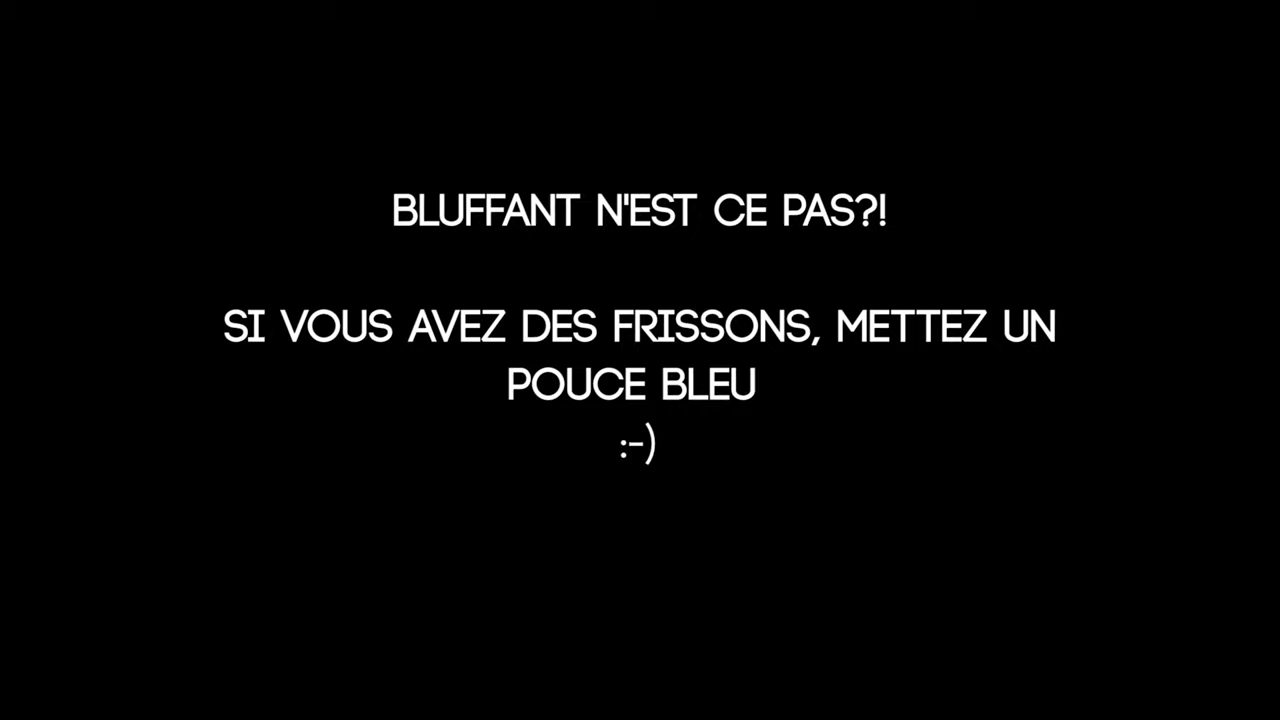 BLUFFANT N'EST CE PAS?!
SI VOUS AVEZ DES FRISSONS, METTEZ UN
POUCE BLEU
:-)